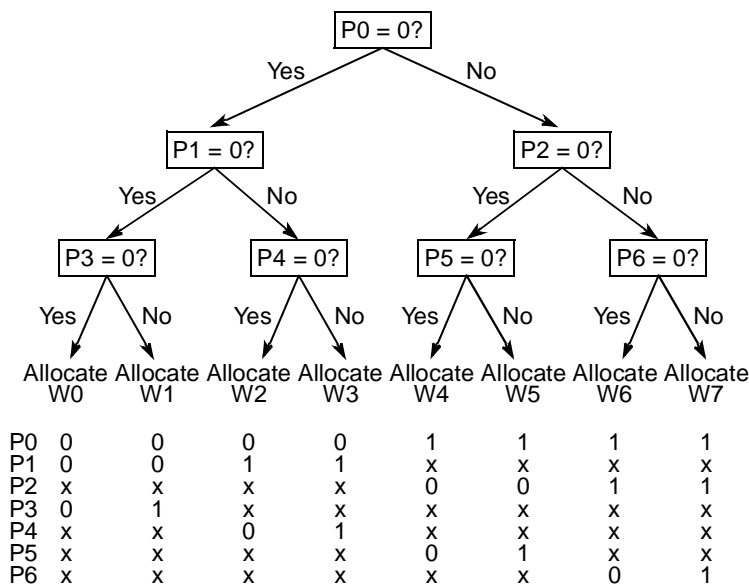 P0 = 0?
Yes No
P1 = 0? P2 = 0?
Yes No Yes No
P3 = 0? P4 = 0? P5 = 0? P6 = 0?
Yes No Yes No Yes No Yes No
Allocate Allocate Allocate Allocate Allocate Allocate Allocate Allocate
W0 W1 W2 W3 W4 W5 W6 W7
P0 0 0 0 0 1 1 1 1
P1 0 0 1 1 x x x x
P2 x x x x 0 0 1 1
P3 0 1 x x x x x x
P4 x x 0 1 x x x x
P5 x x x x 0 1 x x
P6 x x x x x x 0 1